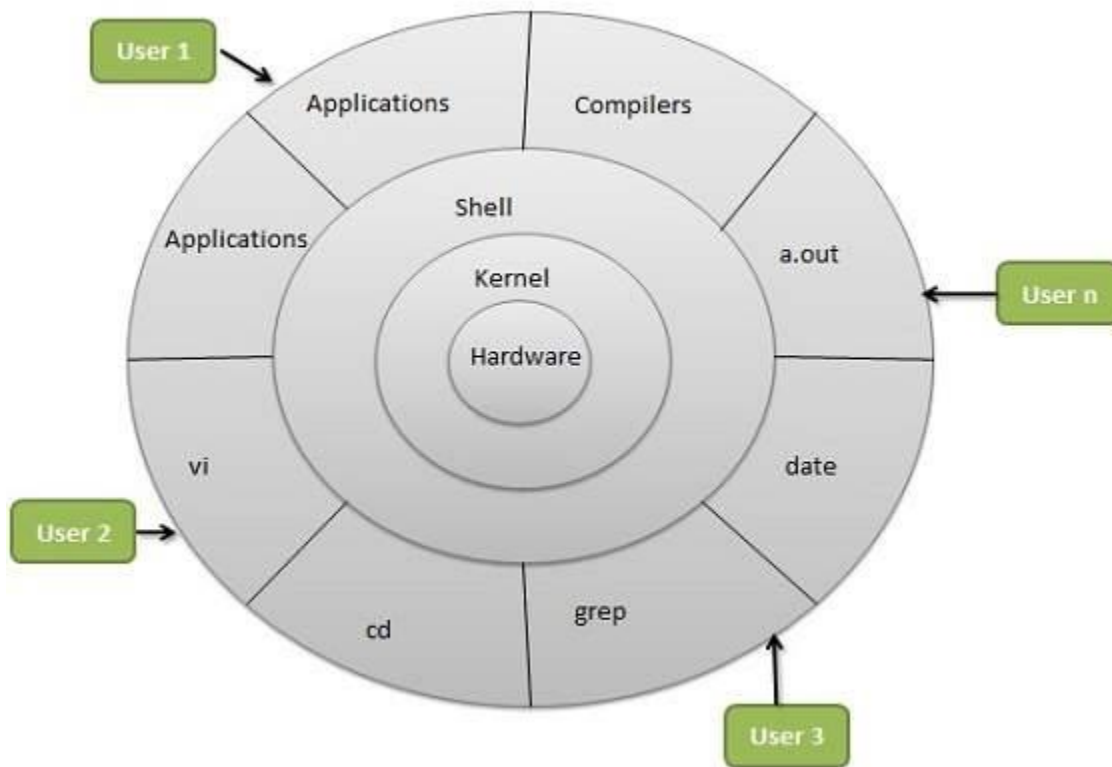 User 1
Applications
Compilers
Shell
Applications
a.out
Kernel
User n
Hardware
vi
date
User 2
grep
cd
User 3